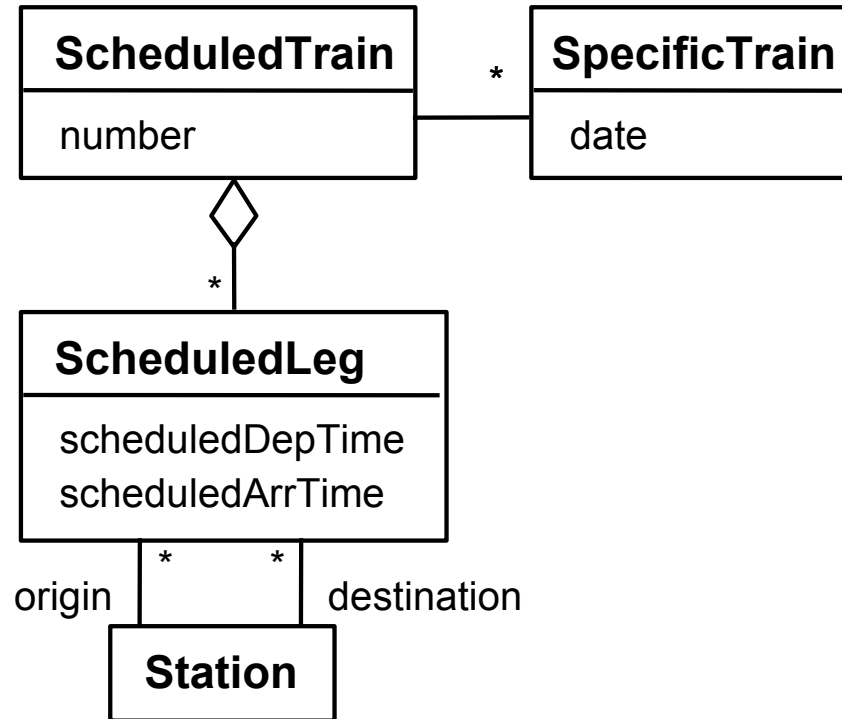 ScheduledTrain
number
*
SpecificTrain
date
*
ScheduledLeg
scheduledDepTime
scheduledArrTime
*
*
origin
destination
Station